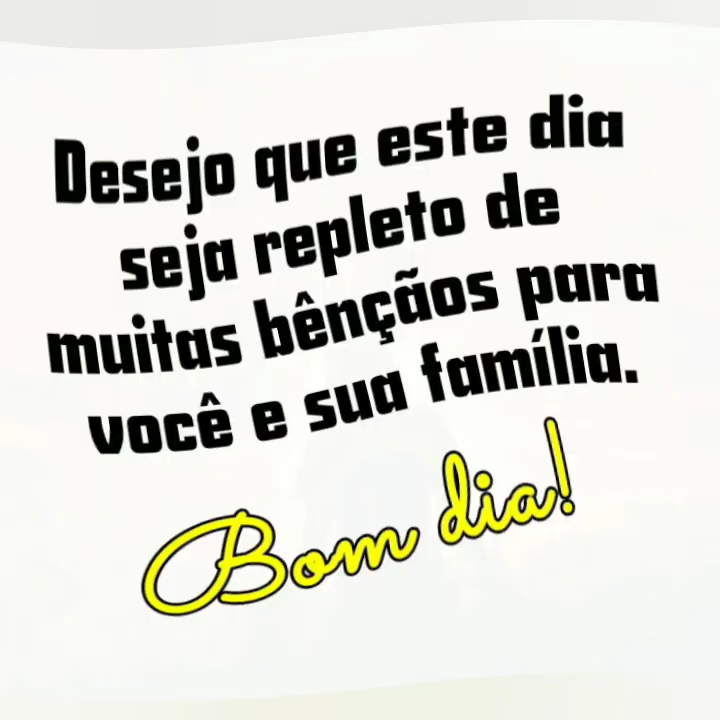 Desejo que este dia
seja repleto de
muitas bênçãos para
você e sua família.
Bom dia!